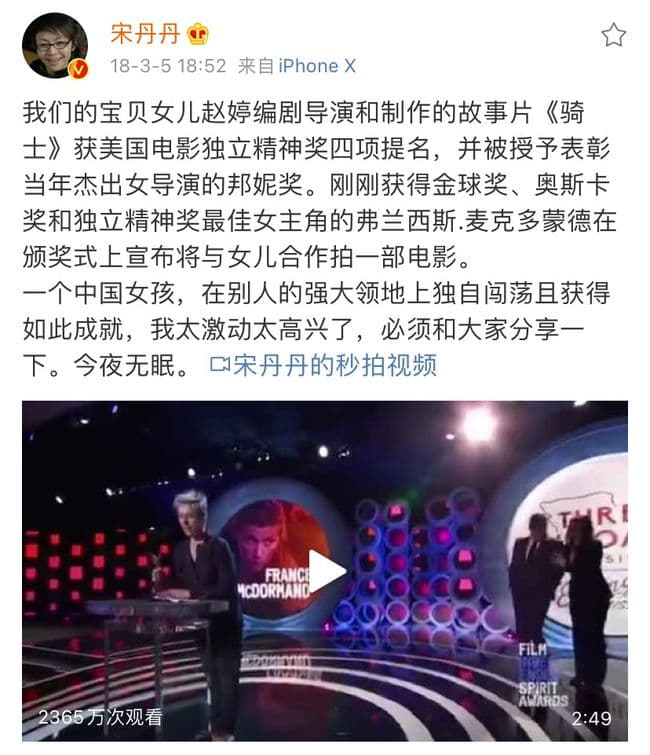 宋丹丹
18-3-5 18:52 来自 iPhone X
我们的宝贝女儿赵婷编剧导演和制作的故事片《骑
士》获美国电影独立精神奖四项提名，并被授予表彰
当年杰出女导演的邦妮奖。刚刚获得金球奖、奥斯卡
奖和独立精神奖最佳女主角的弗兰西斯.麦克多蒙德在
颁奖式上宣布将与女儿合作拍一部电影。
一个中国女孩，在别人的强大领地上独自闯荡且获得
如此成就，我太激动太高兴了，必须和大家分享一
下。今夜无眠。 宋丹丹的秒拍视频
FRANC
McDORMAND
THRE
FILM
SPIRIT
AWARDS
2365万次观看
2:49